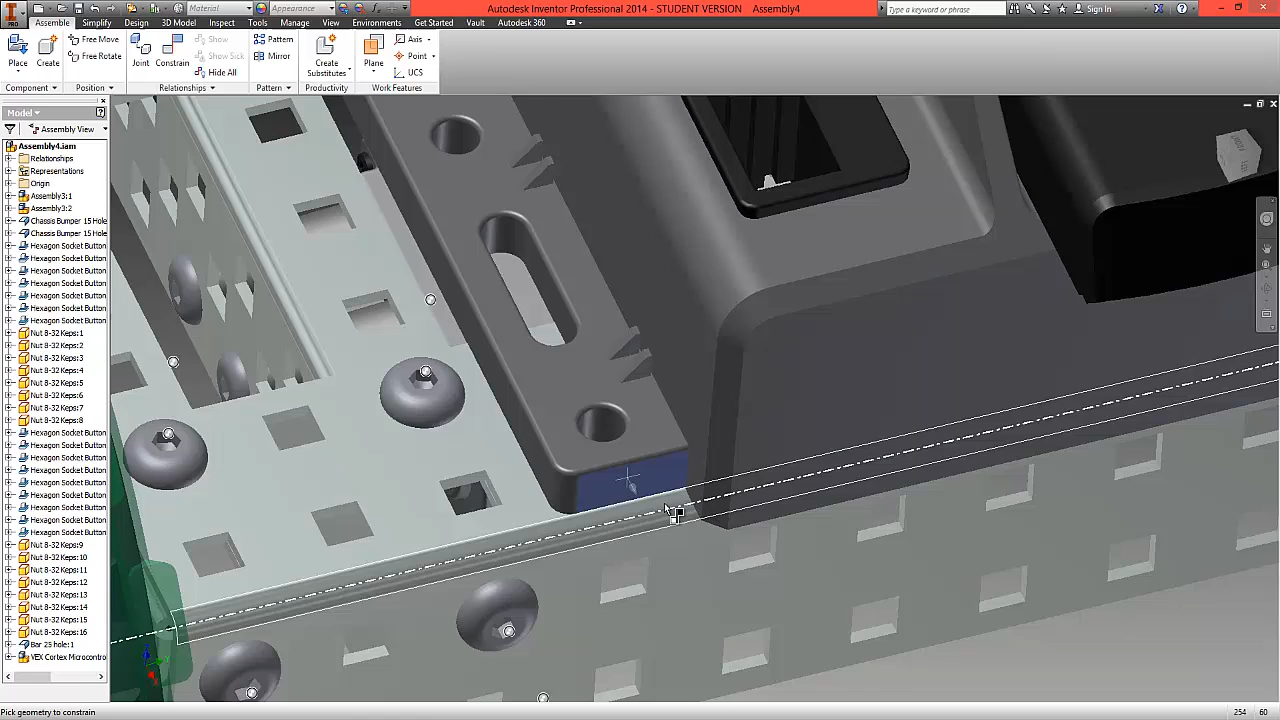 Material
Appearance
Autodesk Inventor Professional 2014 - STUDENT VERSION Assembly4
Type a keyword or phrase
Sign In
PRO
Assemble Simplify Design 3D Model Inspect Tools Manage View Environments Get Started Vault Autodesk 360
Place
Create
Free Move
Free Rotate
Joint
Constrain
Show
Show Sick
Hide All
Pattern
Mirror
Create
Substitutes
Plane
Axis
Point
UCS
Component
Position
Relationships
Pattern
Productivity
Work Features
Model
Assembly View
Assembly4.iam
Relationships
Representations
Origin
Assembly3:1
Assembly3:2
Chassis Bumper 15 Hole
Chassis Bumper 15 Hole
Hexagon Socket Button
Hexagon Socket Button
Hexagon Socket Button
Hexagon Socket Button
Hexagon Socket Button
Hexagon Socket Button
Hexagon Socket Button
Nut 8-32 Keps:1
Nut 8-32 Keps:2
Nut 8-32 Keps:3
Nut 8-32 Keps:4
Nut 8-32 Keps:5
Nut 8-32 Keps:6
Nut 8-32 Keps:7
Nut 8-32 Keps:8
Hexagon Socket Button
Hexagon Socket Button
Hexagon Socket Button
Hexagon Socket Button
Hexagon Socket Button
Hexagon Socket Button
Hexagon Socket Button
Hexagon Socket Button
Hexagon Socket Button
Nut 8-32 Keps:9
Nut 8-32 Keps:10
Nut 8-32 Keps:11
Nut 8-32 Keps:12
Nut 8-32 Keps:13
Nut 8-32 Keps:14
Nut 8-32 Keps:15
Nut 8-32 Keps:16
Bar 25 hole:1
VEX Cortex Microcontro
Pick geometry to constrain
254 60